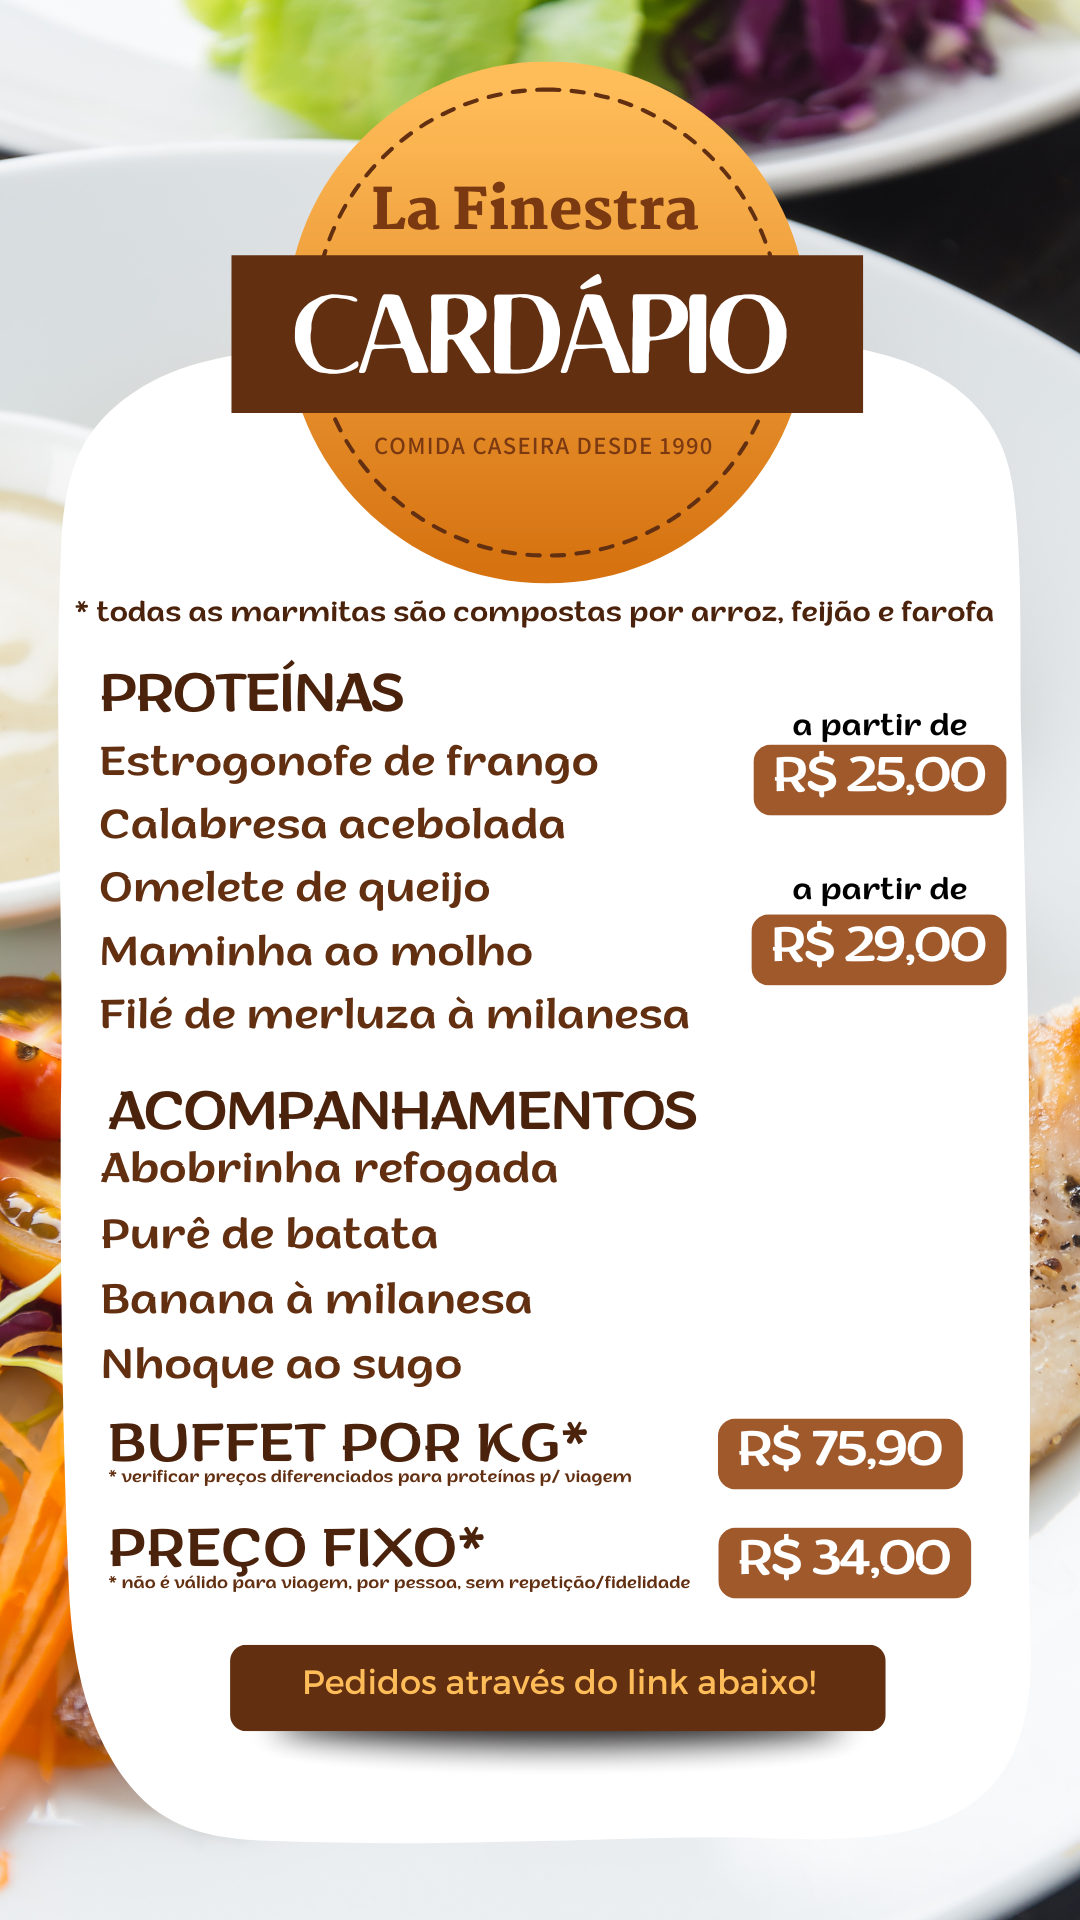 La Finestra
CARDÁPIO
COMIDA CASEIRA DESDE 1990
* todas as marmitas são compostas por arroz, feijão e farofa
PROTEÍNAS
a partir de
Estrogonofe de frango
R$ 25,00
Calabresa acebolada
Omelete de queijo
a partir de
Maminha ao molho
R$ 29,00
Filé de merluza à milanesa
ACOMPANHAMENTOS
Abobrinha refogada
Purê de batata
Banana à milanesa
Nhoque ao sugo
BUFFET POR KG*
R$ 75,90
* verificar preços diferenciados para proteínas p/ viagem
PREÇO FIXO*
R$ 34,00
* não é válido para viagem, por pessoa, sem repetição/fidelidade
Pedidos através do link abaixo!